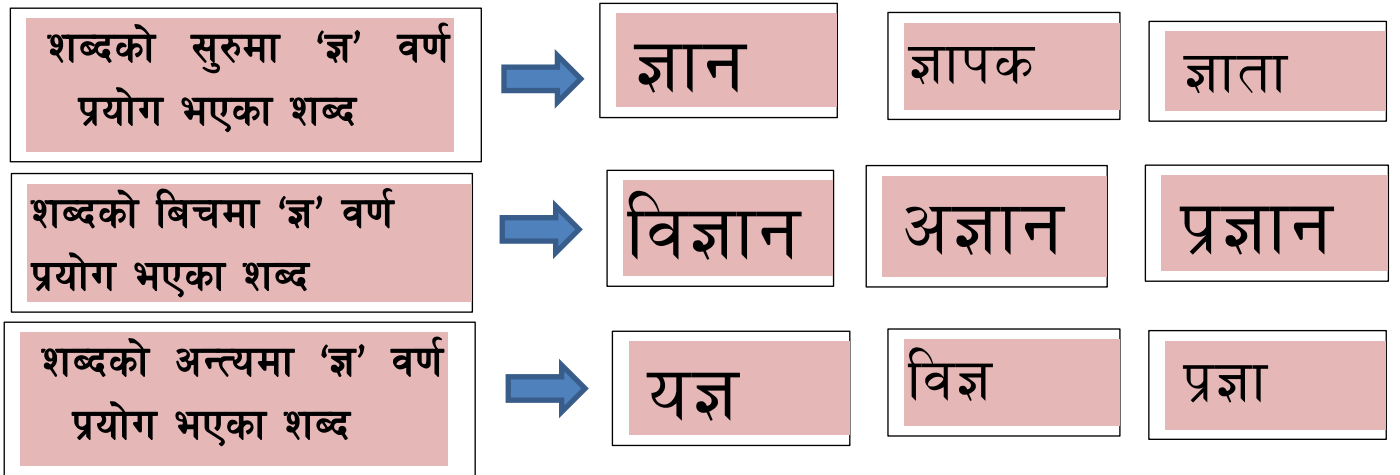 शब्दको सुरुमा ‘ज्ञ’ वर्ण
प्रयोग भएका शब्द
ज्ञान
ज्ञापक
ज्ञाता
शब्दको बिचमा ‘ज्ञ’ वर्ण
प्रयोग भएका शब्द
विज्ञान
अज्ञान
प्रज्ञान
शब्दको अन्त्यमा ‘ज्ञ’ वर्ण
प्रयोग भएका शब्द
यज्ञ
विज्ञ
प्रज्ञा